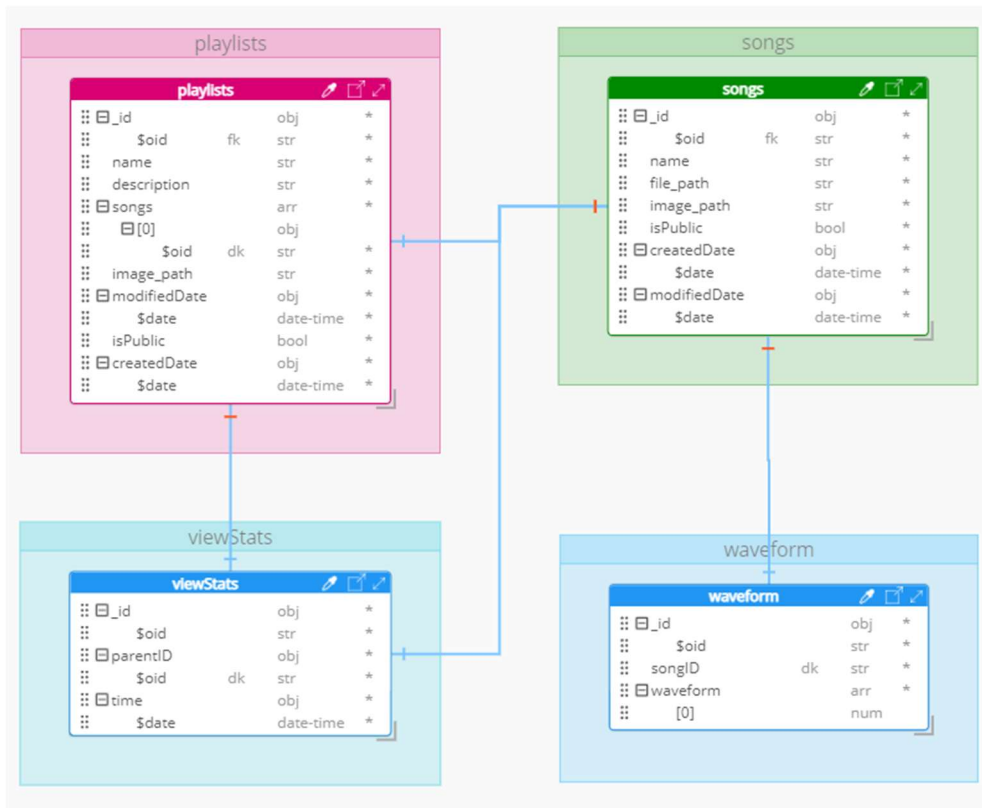 playlists
playlists
_id obj *
$oid fk str *
name str *
description str *
songs arr *
[0] obj
$oid dk str *
image_path str *
modifiedDate obj *
$date date-time *
isPublic bool *
createdDate obj *
$date date-time *
songs
songs
_id obj *
$oid fk str *
name str *
file_path str *
image_path str *
isPublic bool *
createdDate obj *
$date date-time *
modifiedDate obj *
$date date-time *
viewStats
viewStats
_id obj *
$oid str *
parentID obj *
$oid dk str *
time obj *
$date date-time *
waveform
waveform
_id obj *
$oid str *
songID dk str *
waveform arr *
[0] num